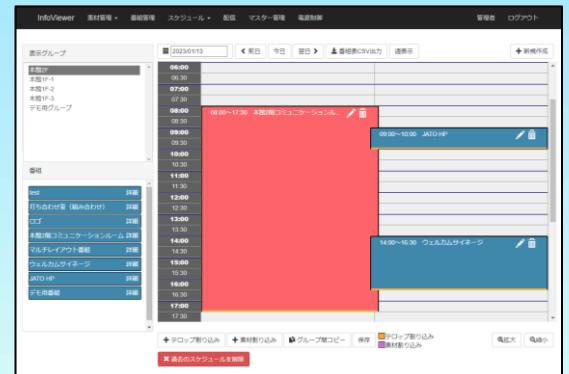 InfoViewer 素材管理 番組管理 スケジュール 配信 マスター管理 電源制御 管理者 ログアウト
表示グループ
本館2F
本館1F-1
本館1F-2
本館1F-3
デモ用グループ
番組
test 詳細
打ち合わせ室（組み合わせ） 詳細
ロゴ 詳細
本館2階コミュニケーションルーム 詳細
マルチレイアウト番組 詳細
ウェルカムサイネージ 詳細
JATO HP 詳細
デモ用番組 詳細
2023/01/13 前日 今日 翌日 番組表CSV出力 週表示 新規作成
06:00
06:30
07:00
07:30
08:00
08:30
09:00
09:30
10:00
10:30
11:00
11:30
12:00
12:30
13:00
13:30
14:00
14:30
15:00
15:30
16:00
16:30
17:00
17:30
08:00～17:30 本館2階コミュニケーションル...
09:00～10:00 JATO HP
14:00～16:30 ウェルカムサイネージ
テロップ割り込み 素材割り込み グループ間コピー 保存 テロップ割り込み 拡大 縮小
素材割り込み
過去のスケジュールを削除